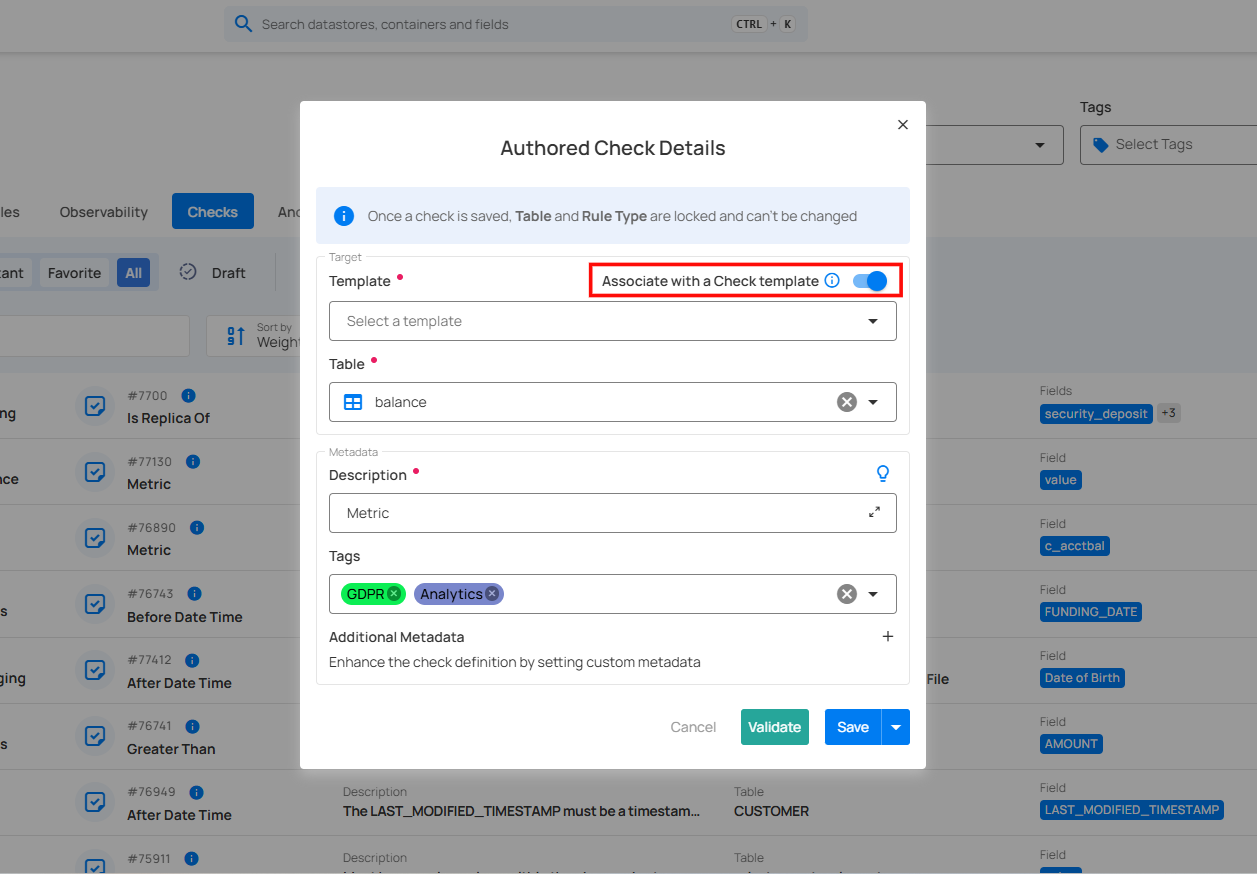 Search datastores, containers and fields
CTRL + K
Tags
Select Tags
les
Observability
Checks
Anc
tant
Favorite
All
Draft
Sort by
Weight
Authored Check Details
Once a check is saved, Table and Rule Type are locked and can't be changed
Target
Template
Associate with a Check template
Select a template
Table
balance
Metadata
Description
Metric
Tags
GDPR
Analytics
Additional Metadata
Enhance the check definition by setting custom metadata
Cancel
Validate
Save
ng
#7700
Is Replica Of
Fields
security_deposit +3
nce
#77130
Metric
Field
value
#76890
Metric
Field
c_acctbal
s
#76743
Before Date Time
Field
FUNDING_DATE
ging
#77412
After Date Time
File
Field
Date of Birth
s
#76741
Greater Than
Field
AMOUNT
#76949
After Date Time
Description
The LAST_MODIFIED_TIMESTAMP must be a timestam...
Table
CUSTOMER
Field
LAST_MODIFIED_TIMESTAMP
#75911
Description
Table
Field